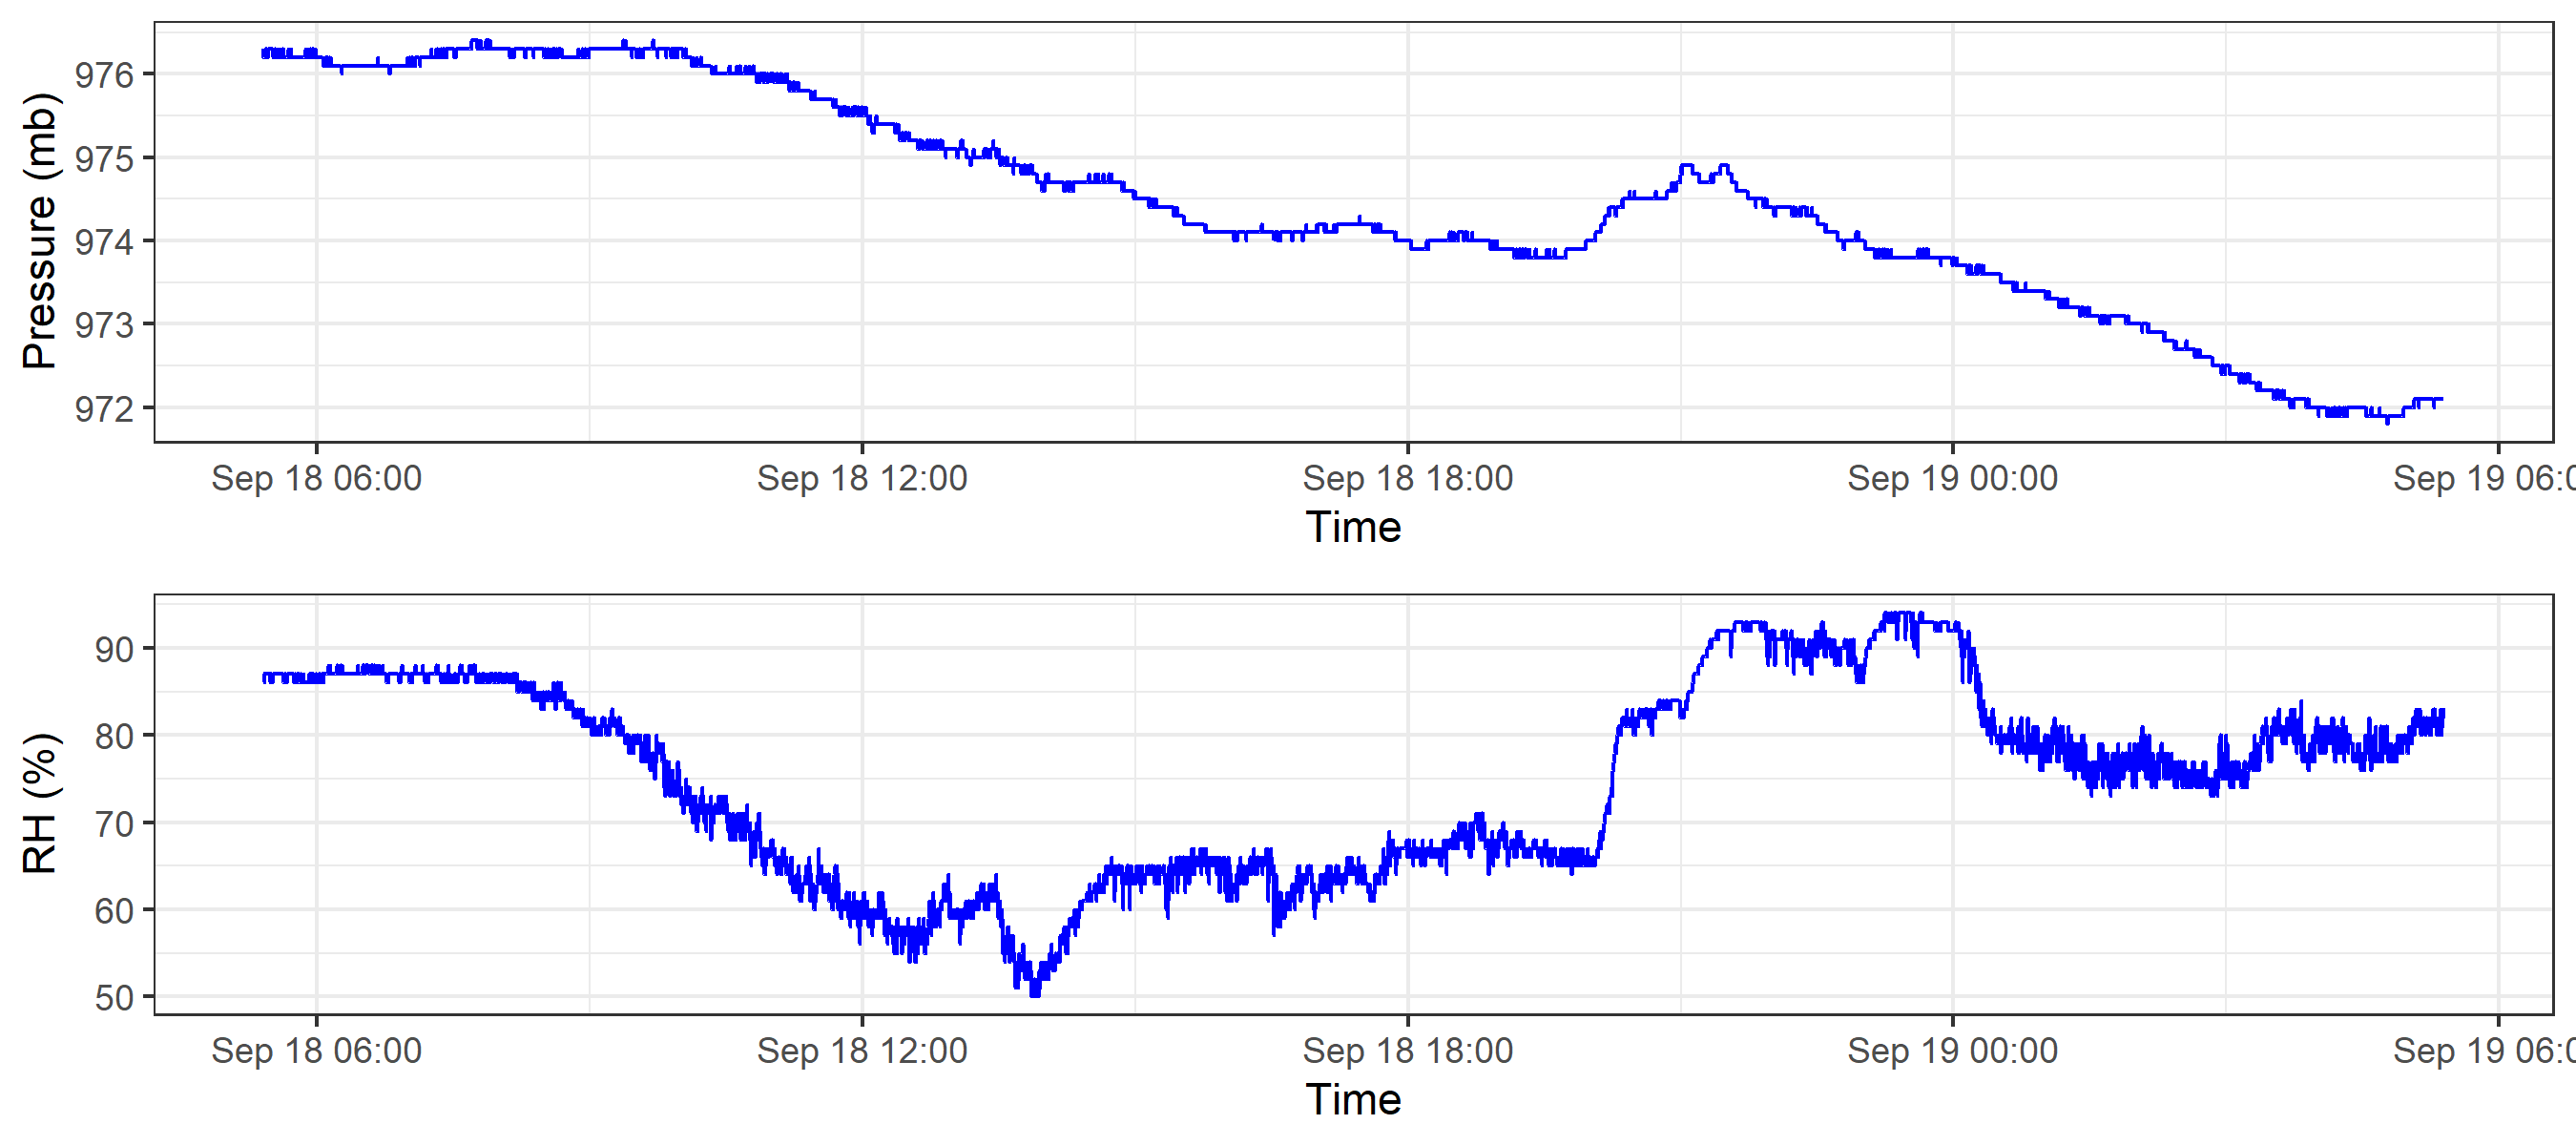 Pressure (mb)
976
975
974
973
972
Sep 18 06:00
Sep 18 12:00
Sep 18 18:00
Sep 19 00:00
Sep 19 06:0
Time
RH (%)
90
80
70
60
50
Sep 18 06:00
Sep 18 12:00
Sep 18 18:00
Sep 19 00:00
Sep 19 06:0
Time